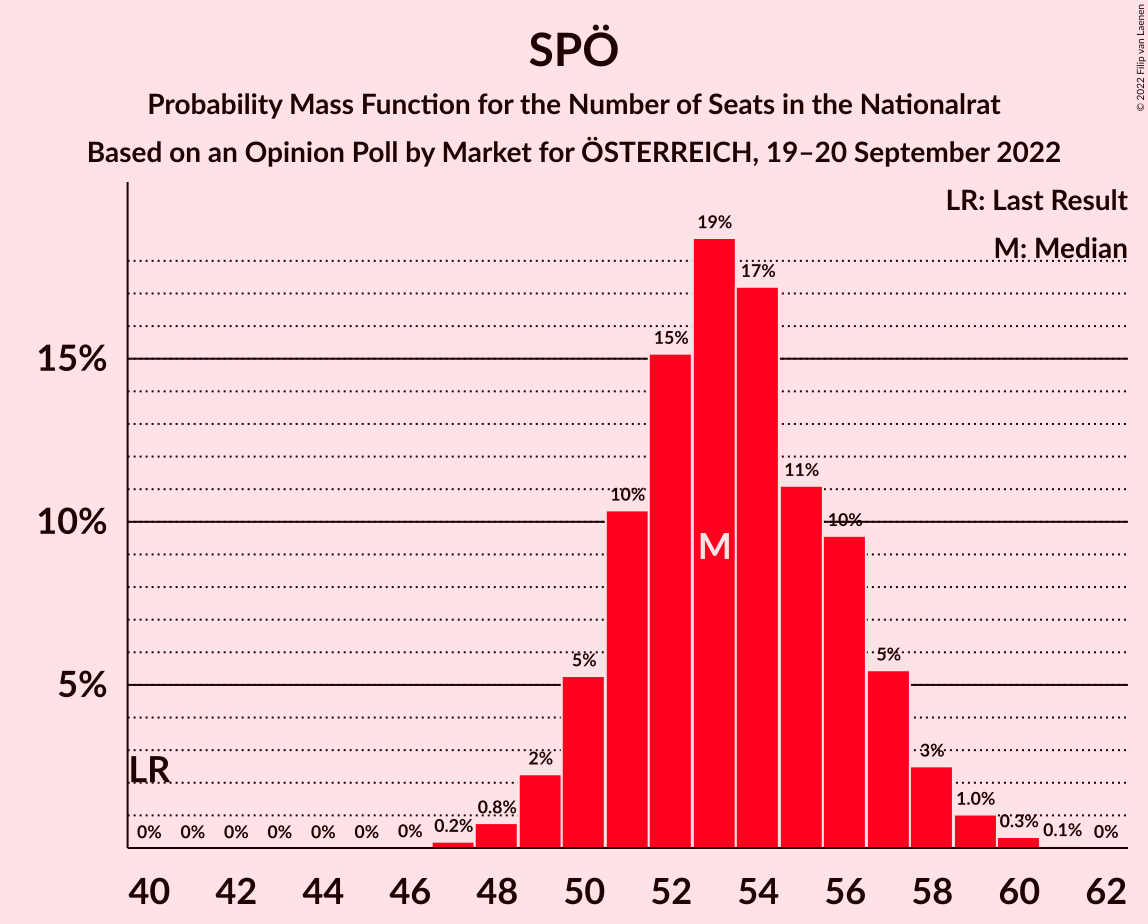 SPÖ
Probability Mass Function for the Number of Seats in the Nationalrat
Based on an Opinion Poll by Market for ÖSTERREICH, 19–20 September 2022
© 2022 Filip van Laenen
LR: Last Result
M: Median
19%
17%
15%
15%
11%
10%
10%
10%
M
5%
5%
5%
3%
2%
LR
1.0%
0.8%
0.3%
0.2%
0.1%
0% 0% 0% 0% 0% 0% 0% 0%
40 42 44 46 48 50 52 54 56 58 60 62